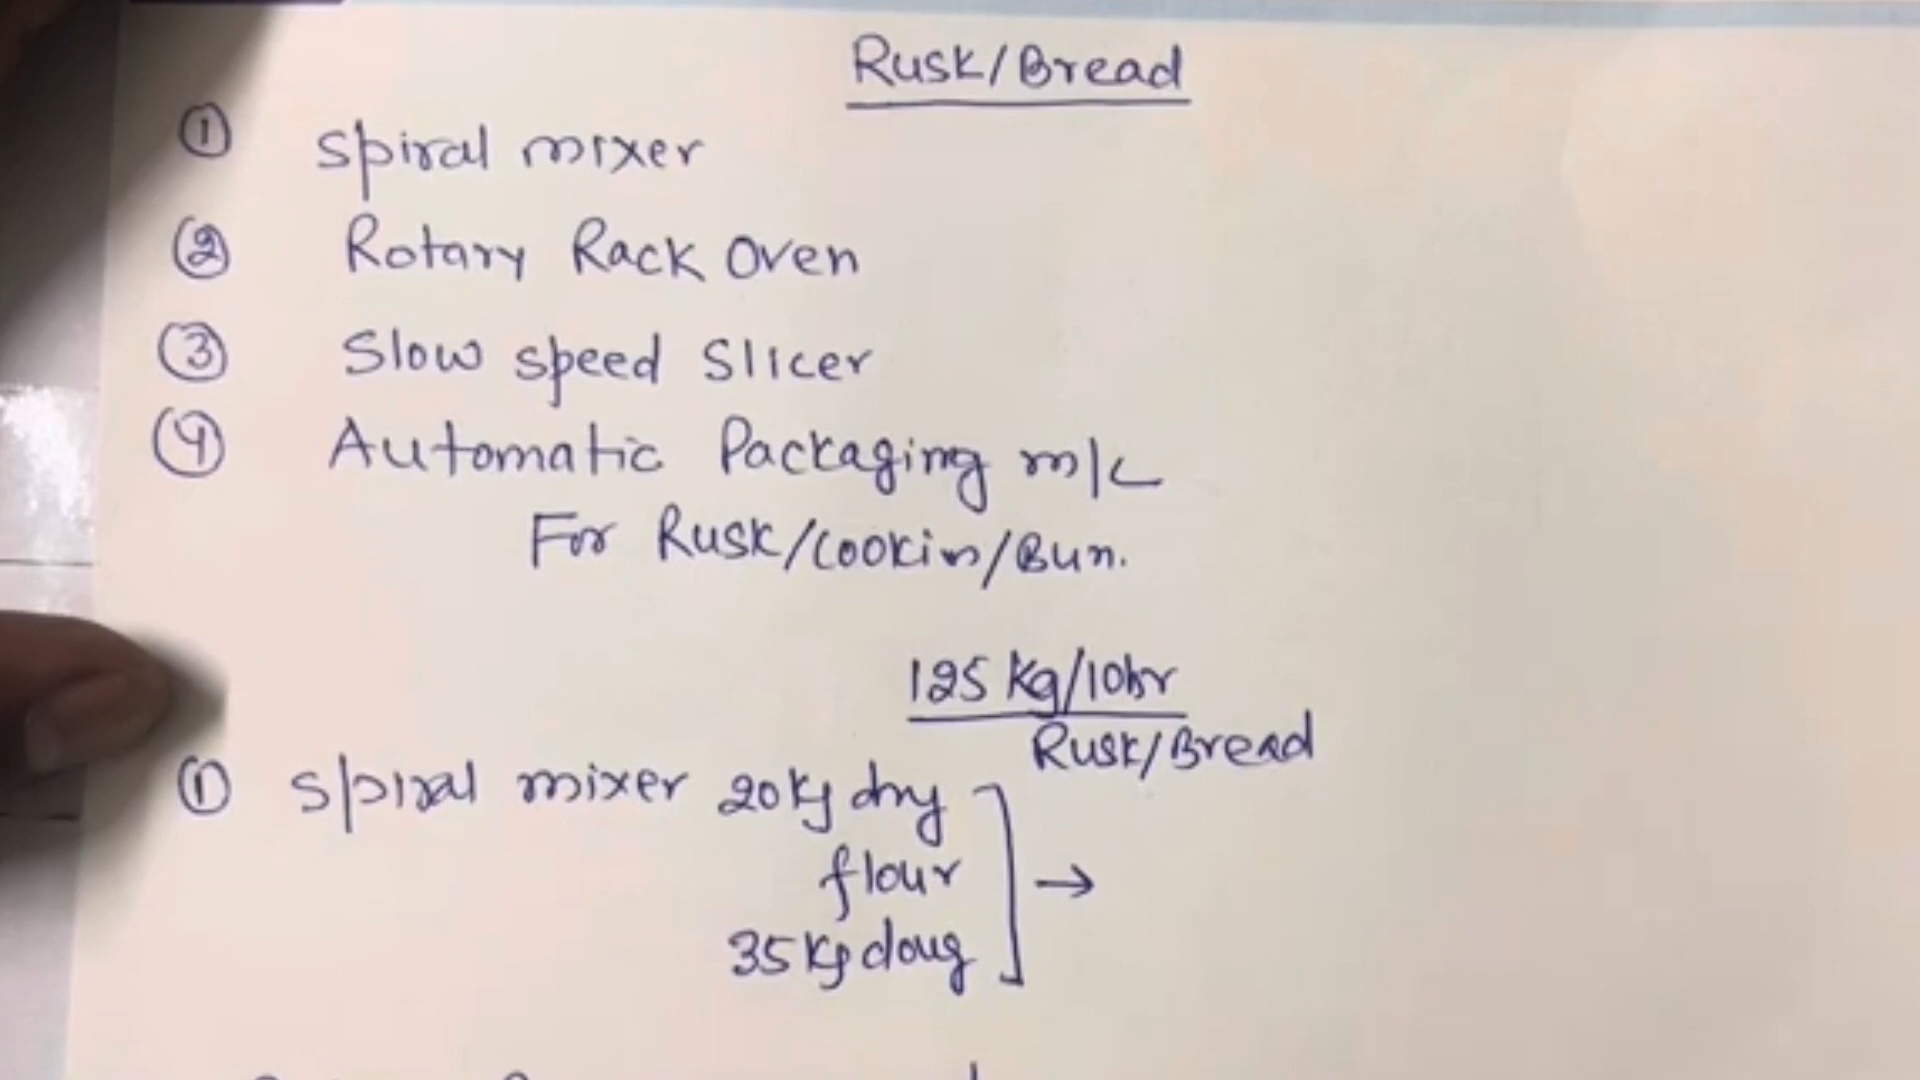 Rusk/Bread
① Spiral mixer
② Rotary Rack Oven
③ Slow speed Slicer
④ Automatic Packaging m/c
For Rusk/Cookies/Bun.
125 Kg/10hr
Rusk/Bread
① Spiral mixer 20Kg dry
flour
35Kg doug
→